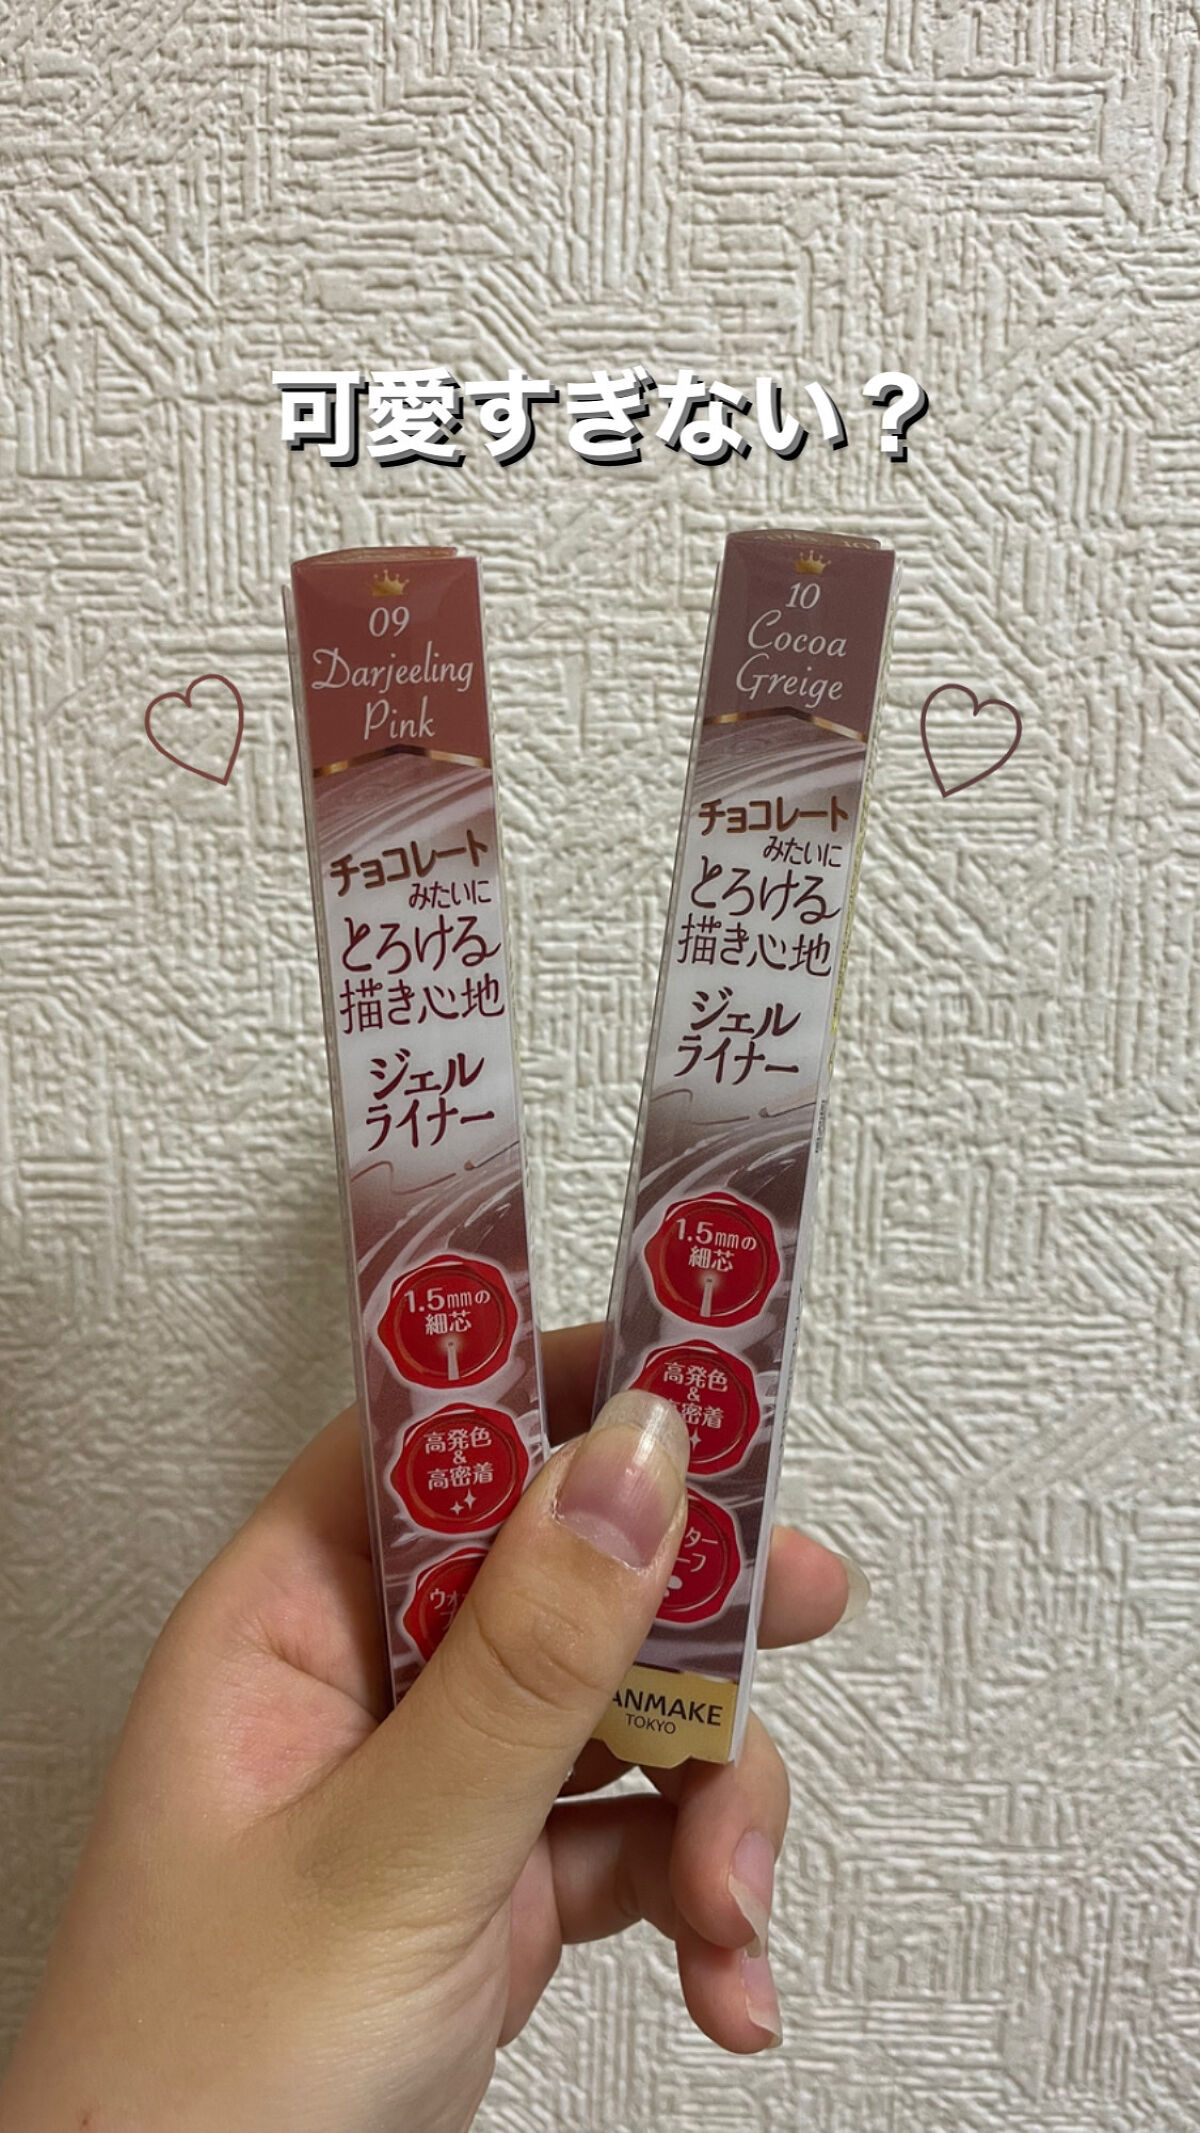 可愛すぎない？
09
Darjeeling
Pink
チョコレート
みたいに
とろける
描き心地
ジェル
ライナー
1.5mmの
細芯
高発色
&
高密着
10
Cocoa
Greige
チョコレート
みたいに
とろける
描き心地
ジェル
ライナー
1.5mmの
細芯
高発色
&
高密着
TOKYO